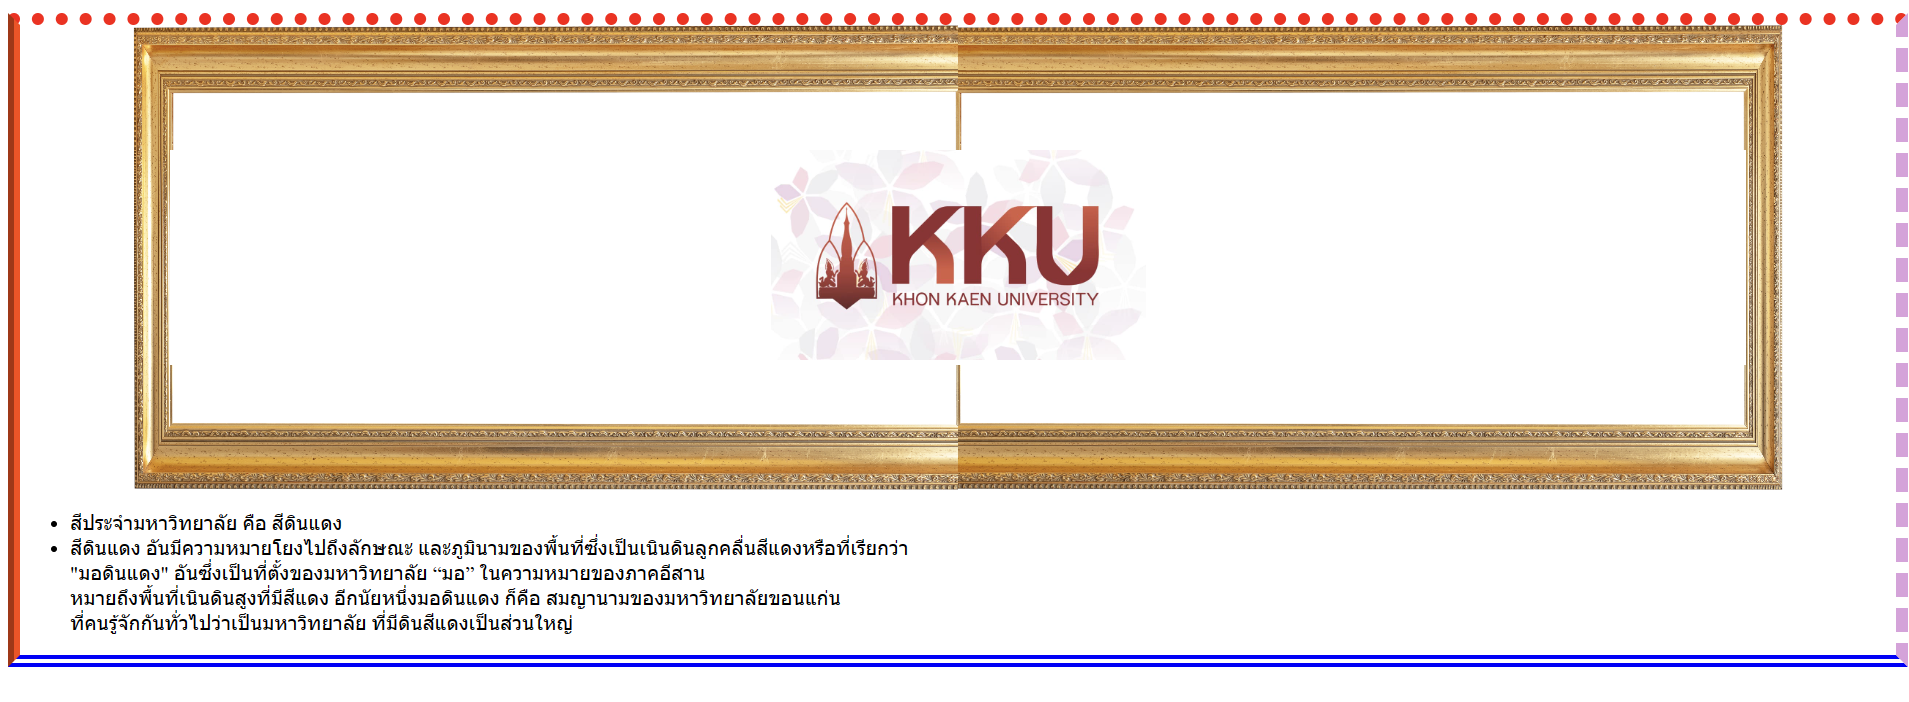 KKU
KHON KAEN UNIVERSITY
สีประจำมหาวิทยาลัย คือ สีดินแดง
สีดินแดง อันมีความหมายโยงไปถึงลักษณะ และภูมินามของพื้นที่ซึ่งเป็นเนินดินลูกคลื่นสีแดงหรือที่เรียกว่า
"มอดินแดง" อันซึ่งเป็นที่ตั้งของมหาวิทยาลัย “มอ” ในความหมายของภาคอีสาน
หมายถึงพื้นที่เนินดินสูงที่มีสีแดง อีกนัยหนึ่งมอดินแดง ก็คือ สมญานามของมหาวิทยาลัยขอนแก่น
ที่คนรู้จักกันทั่วไปว่าเป็นมหาวิทยาลัย ที่มีดินสีแดงเป็นส่วนใหญ่